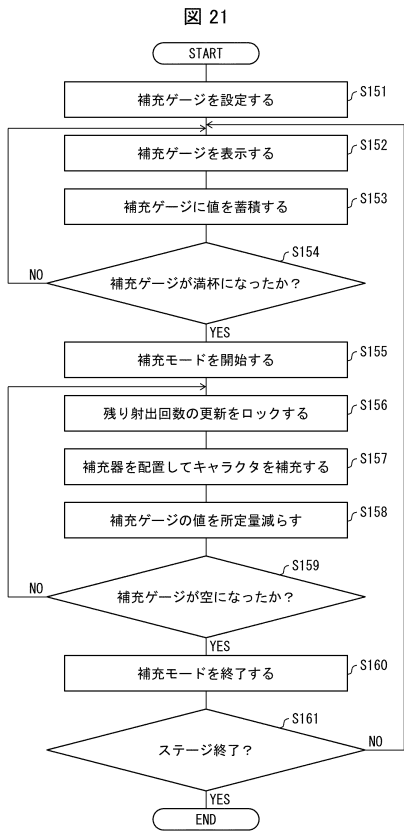 図 21
START
補充ゲージを設定する
S151
補充ゲージを表示する
S152
補充ゲージに値を蓄積する
S153
補充ゲージが満杯になったか？
S154
NO
YES
補充モードを開始する
S155
残り射出回数の更新をロックする
S156
補充器を配置してキャラクタを補充する
S157
補充ゲージの値を所定量減らす
S158
補充ゲージが空になったか？
S159
NO
YES
補充モードを終了する
S160
ステージ終了？
S161
NO
YES
END